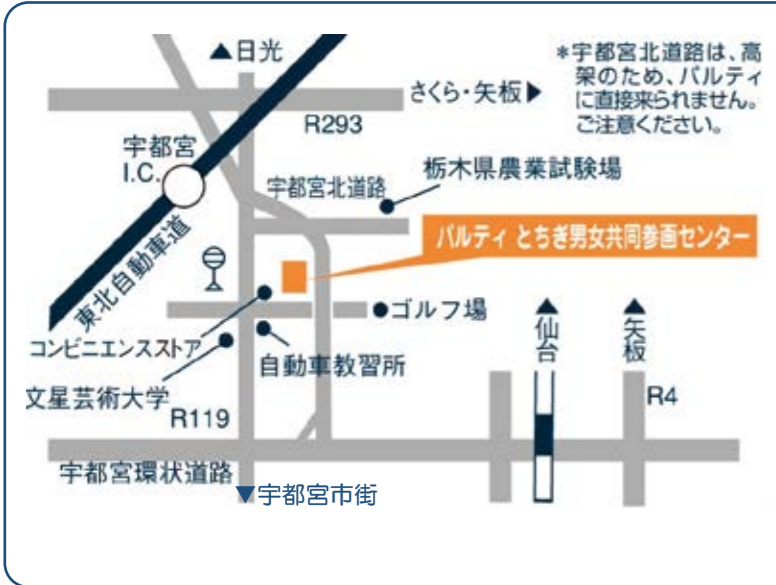 ▲日光
*宇都宮北道路は、高
架のため、パルティ
に直接来られません。
ご注意ください。
さくら・矢板▶
R293
宇都宮
I.C.
栃木県農業試験場
宇都宮北道路
パルティ とちぎ男女共同参画センター
東北自動車道
●ゴルフ場
▲仙台
▲矢板
コンビニエンスストア
自動車教習所
文星芸術大学
R4
R119
宇都宮環状道路
▼宇都宮市街